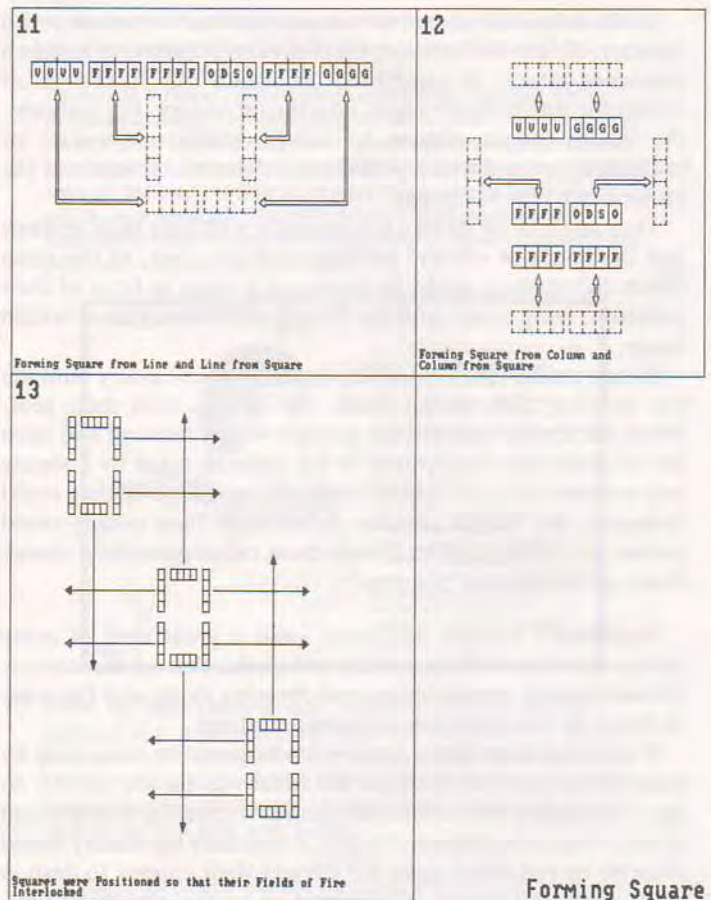 11
VVVV FFFF FFFF ODSO FFFF GGGG
Forming Square from Line and Line from Square
12
VVVV GGGG
FFFF ODSO
FFFF FFFF
Forming Square from Column and
Column from Square
13
Squares were Positioned so that their Fields of Fire
Interlocked
Forming Square